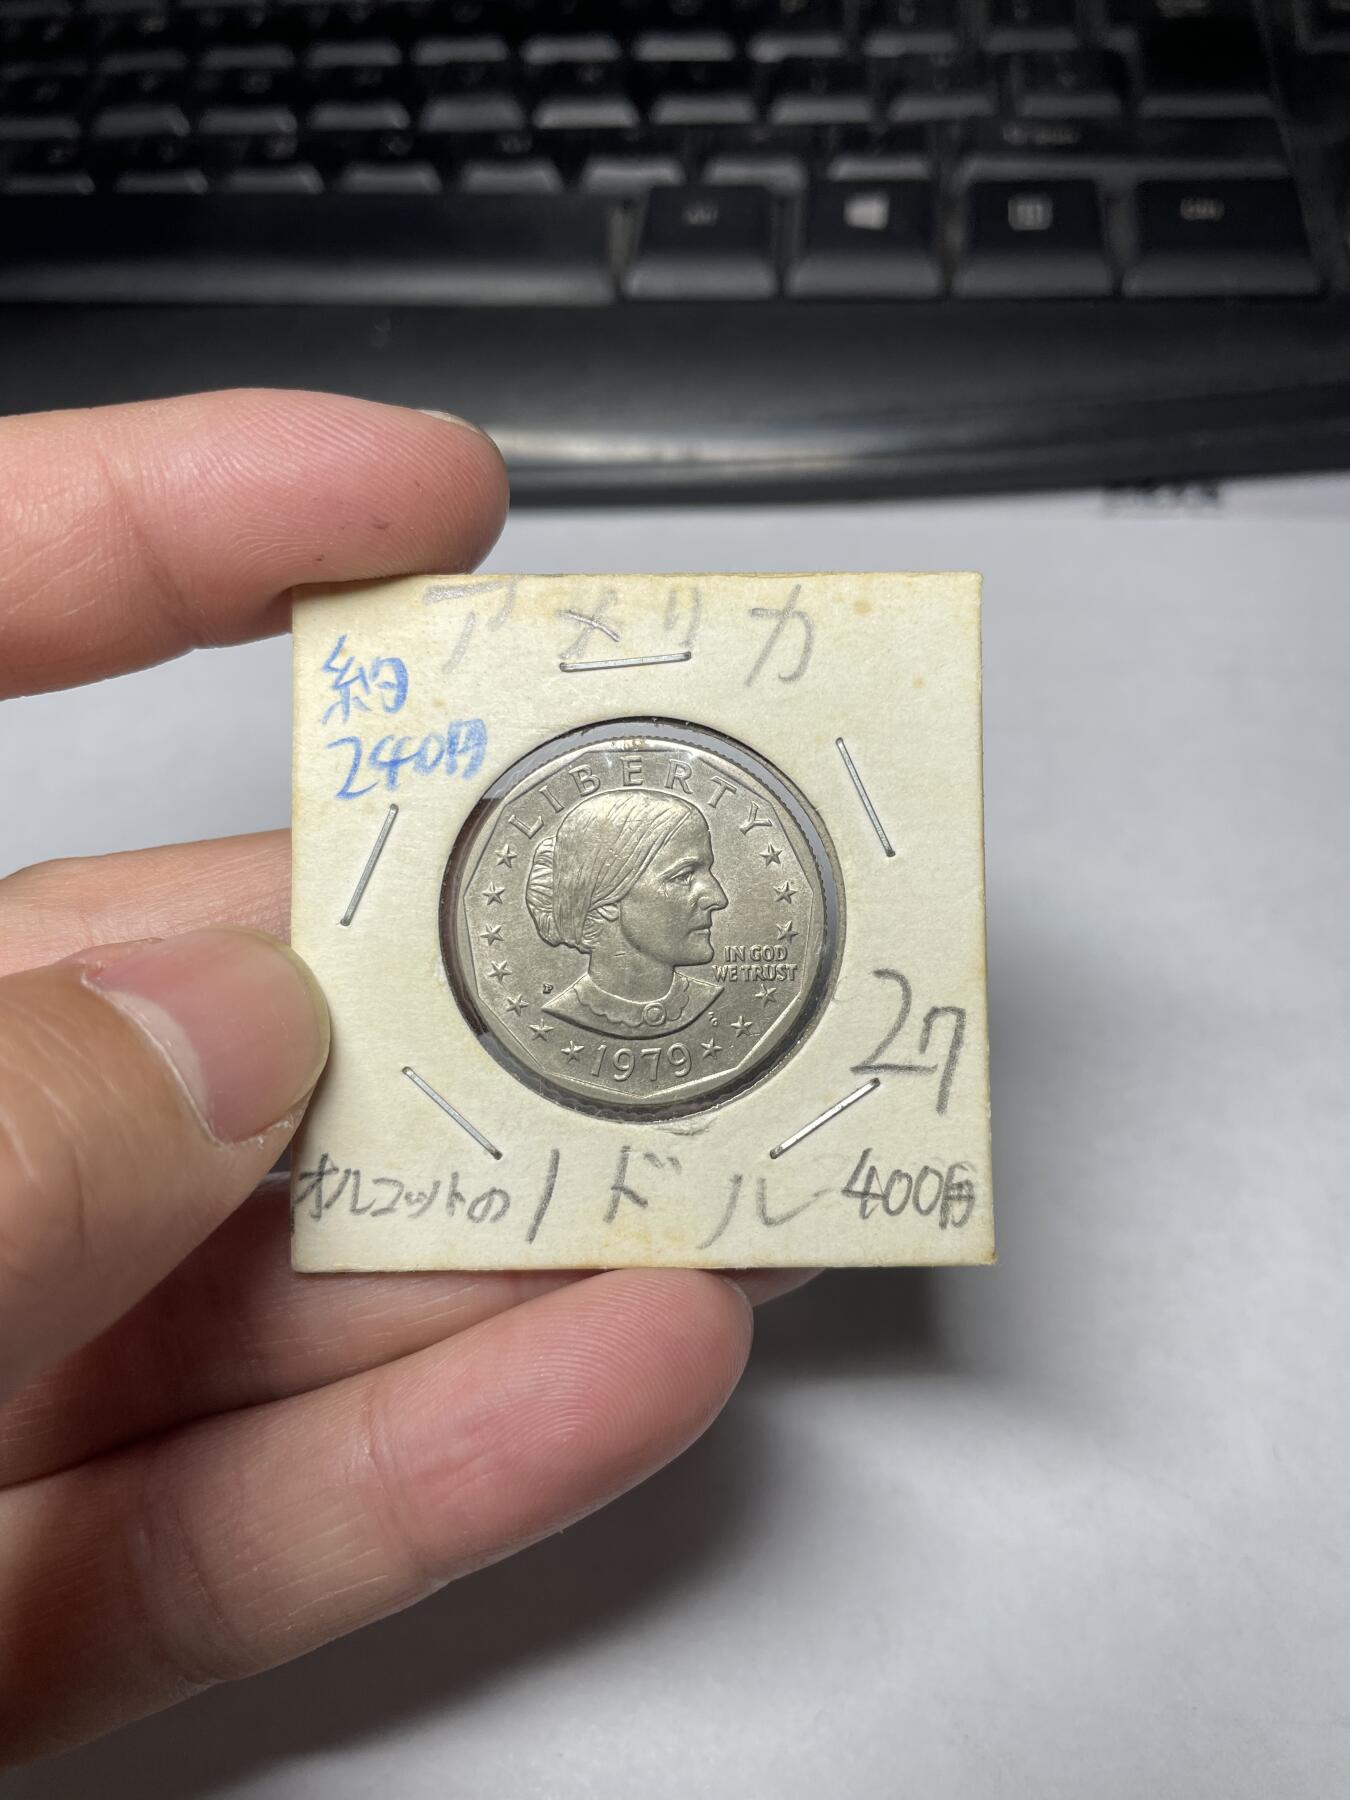 アメリカ
約
240円
LIBERTY
IN GOD
WE TRUST
P
1979
27
オルコットの1ドル 400円